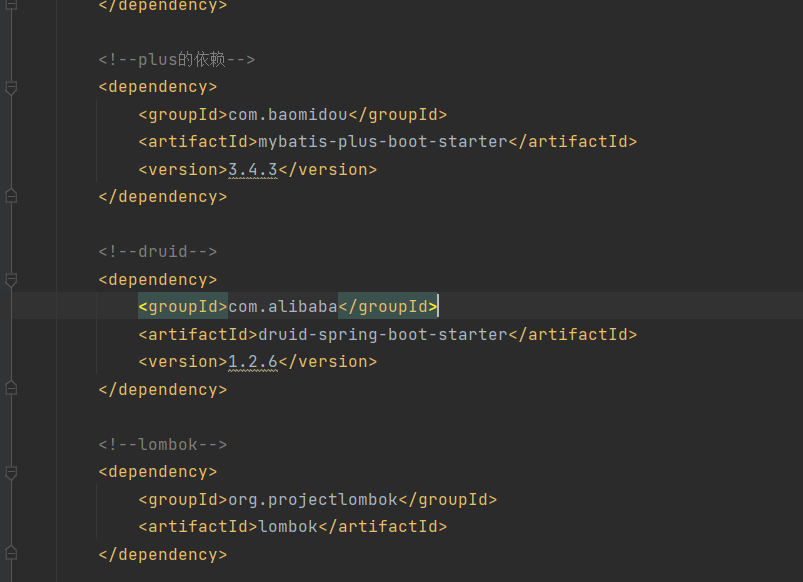 </dependency>
<!--plus的依赖-->
<dependency>
<groupId>com.baomidou</groupId>
<artifactId>mybatis-plus-boot-starter</artifactId>
<version>3.4.3</version>
</dependency>
<!--druid-->
<dependency>
<groupId>com.alibaba</groupId>
<artifactId>druid-spring-boot-starter</artifactId>
<version>1.2.6</version>
</dependency>
<!--lombok-->
<dependency>
<groupId>org.projectlombok</groupId>
<artifactId>lombok</artifactId>
</dependency>